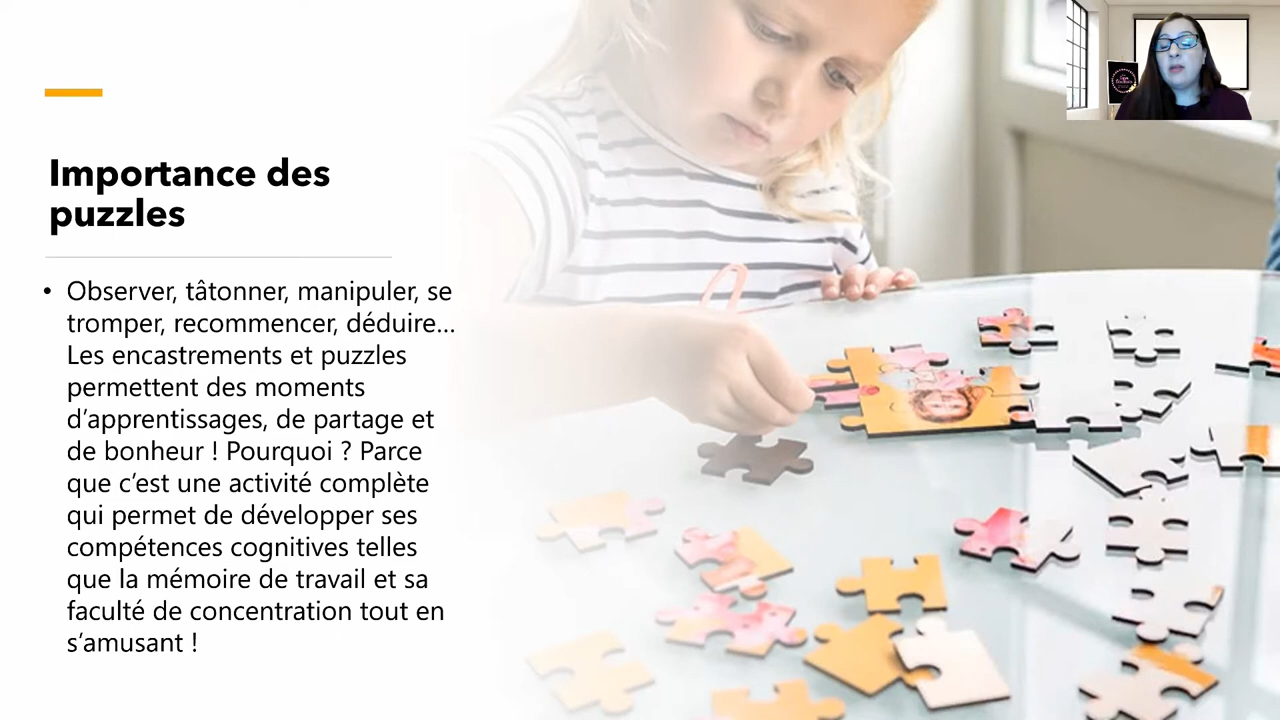 Importance des
puzzles
• Observer, tâtonner, manipuler, se
tromper, recommencer, déduire…
Les encastrements et puzzles
permettent des moments
d’apprentissages, de partage et
de bonheur ! Pourquoi ? Parce
que c’est une activité complète
qui permet de développer ses
compétences cognitives telles
que la mémoire de travail et sa
faculté de concentration tout en
s’amusant !